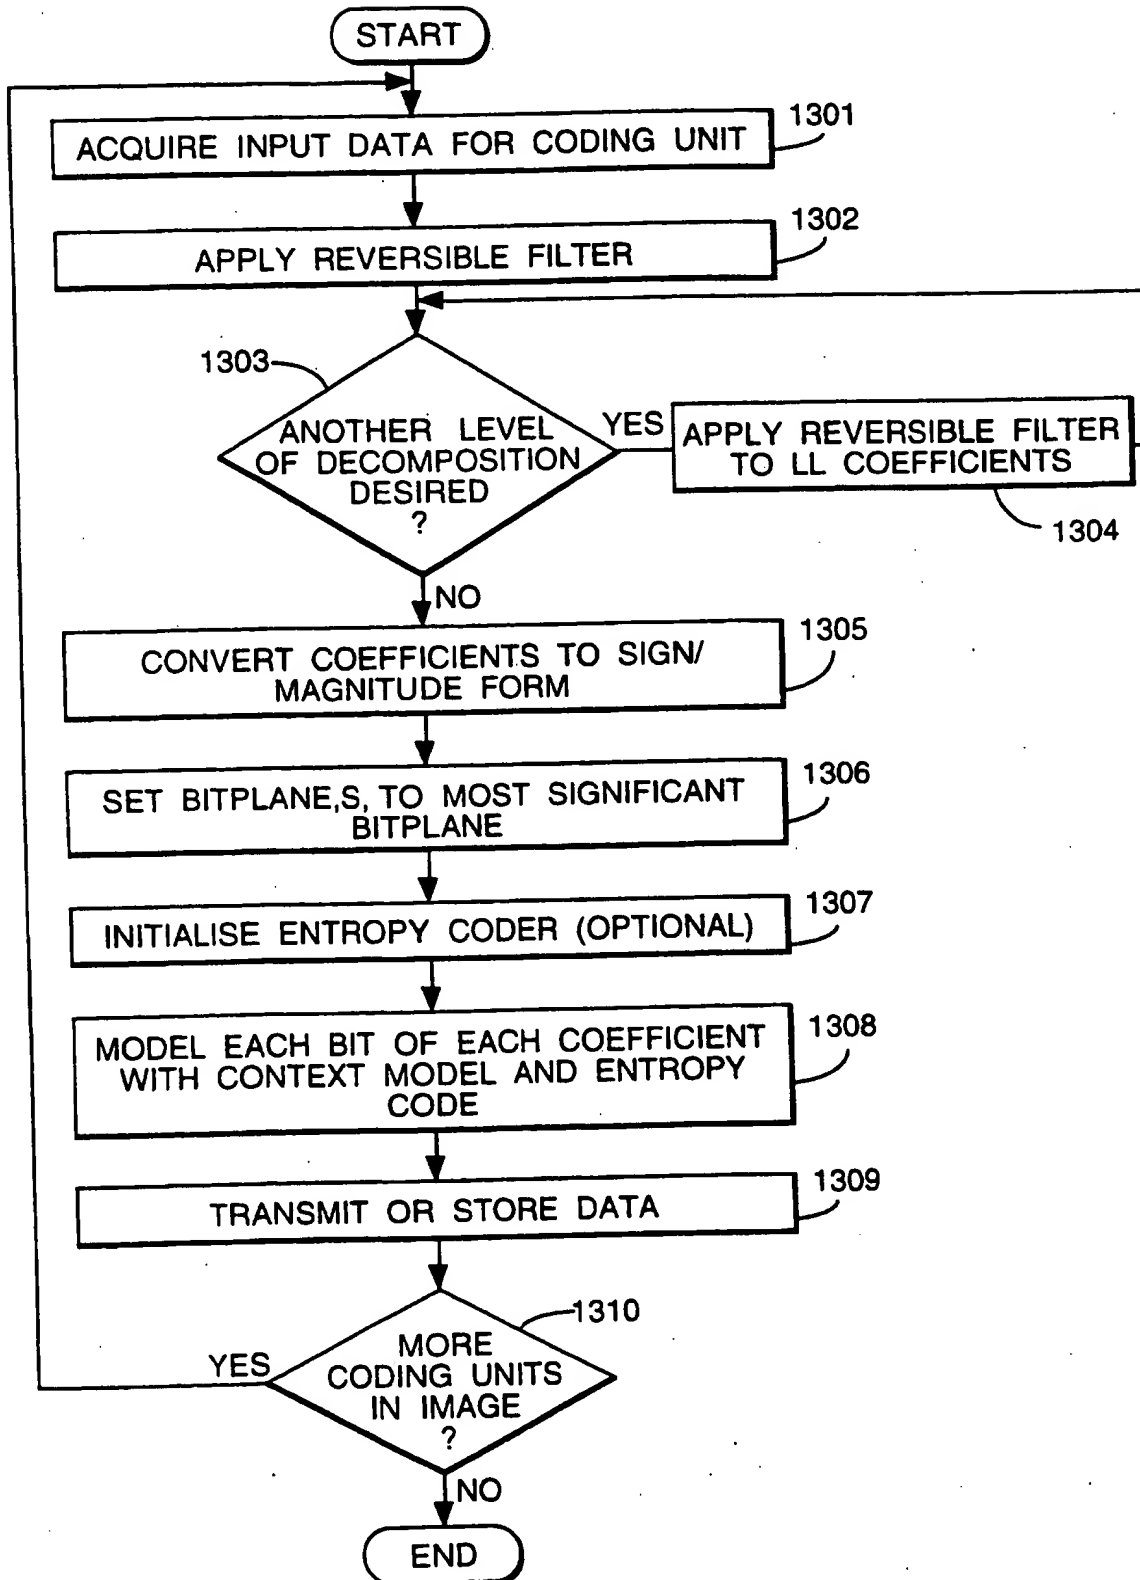 START
1301
ACQUIRE INPUT DATA FOR CODING UNIT
1302
APPLY REVERSIBLE FILTER
1303
ANOTHER LEVEL
OF DECOMPOSITION
DESIRED
?
YES
APPLY REVERSIBLE FILTER
TO LL COEFFICIENTS
1304
NO
1305
CONVERT COEFFICIENTS TO SIGN/
MAGNITUDE FORM
1306
SET BITPLANE,S, TO MOST SIGNIFICANT
BITPLANE
1307
INITIALISE ENTROPY CODER (OPTIONAL)
1308
MODEL EACH BIT OF EACH COEFFICIENT
WITH CONTEXT MODEL AND ENTROPY
CODE
1309
TRANSMIT OR STORE DATA
1310
MORE
CODING UNITS
IN IMAGE
?
YES
NO
END